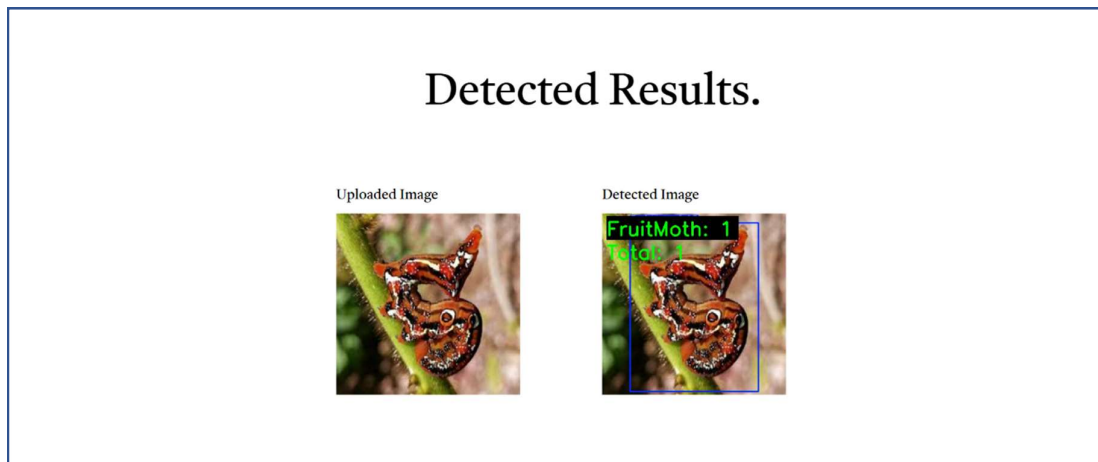 Detected Results.
Uploaded Image
Detected Image
FruitMoth: 1
Total: 1